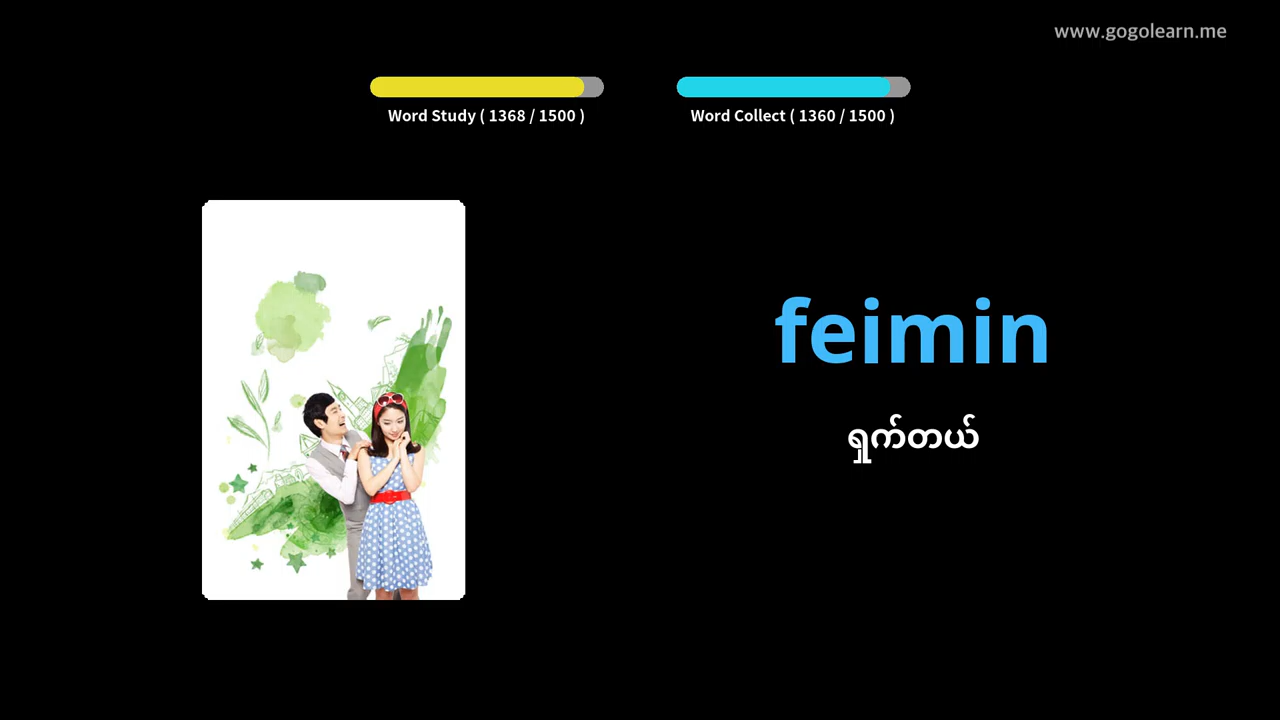 www.gogolearn.me
Word Study ( 1368 / 1500 )
Word Collect ( 1360 / 1500 )
feimin
ရှက်တယ်